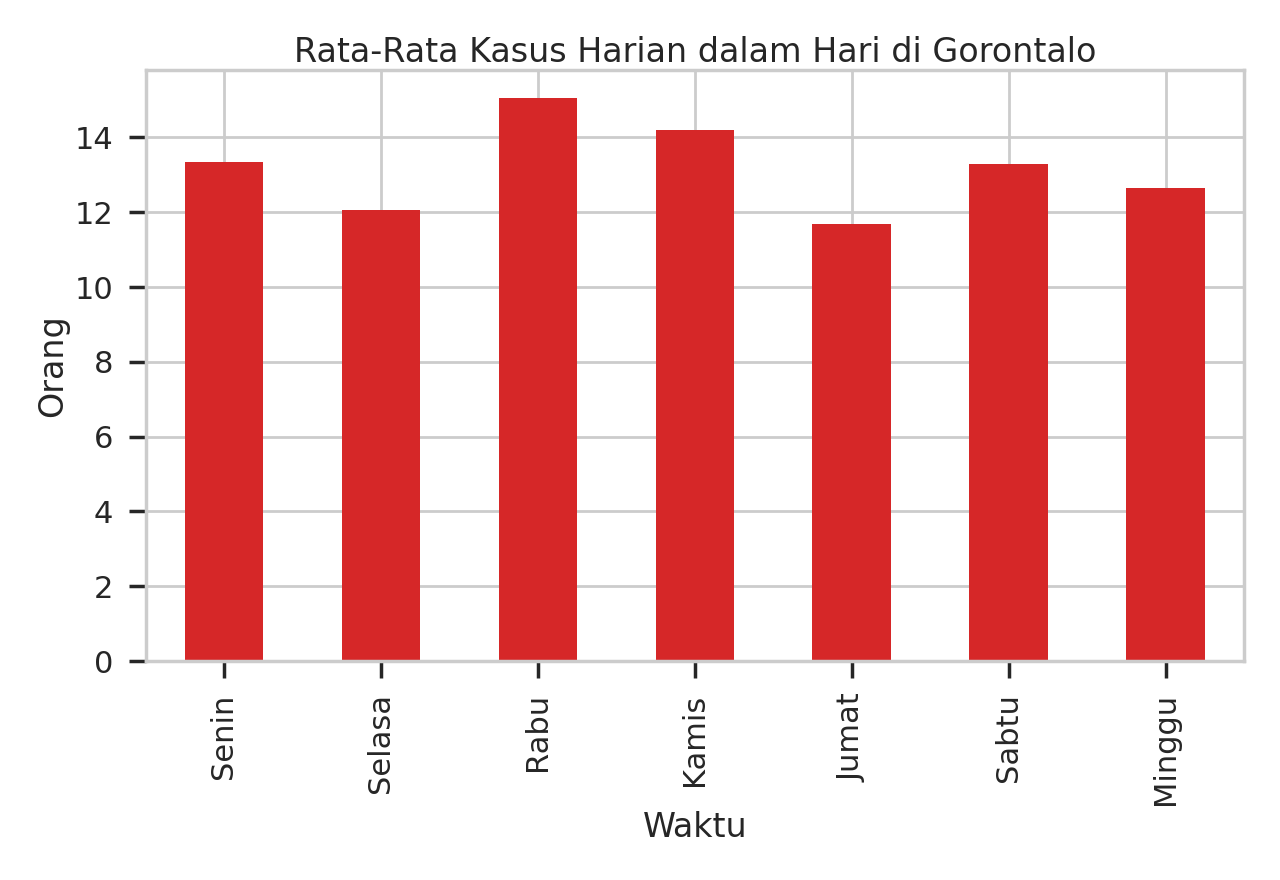 Rata-Rata Kasus Harian dalam Hari di Gorontalo
Orang
14
12
10
8
6
4
2
0
Senin
Selasa
Rabu
Kamis
Jumat
Sabtu
Minggu
Waktu